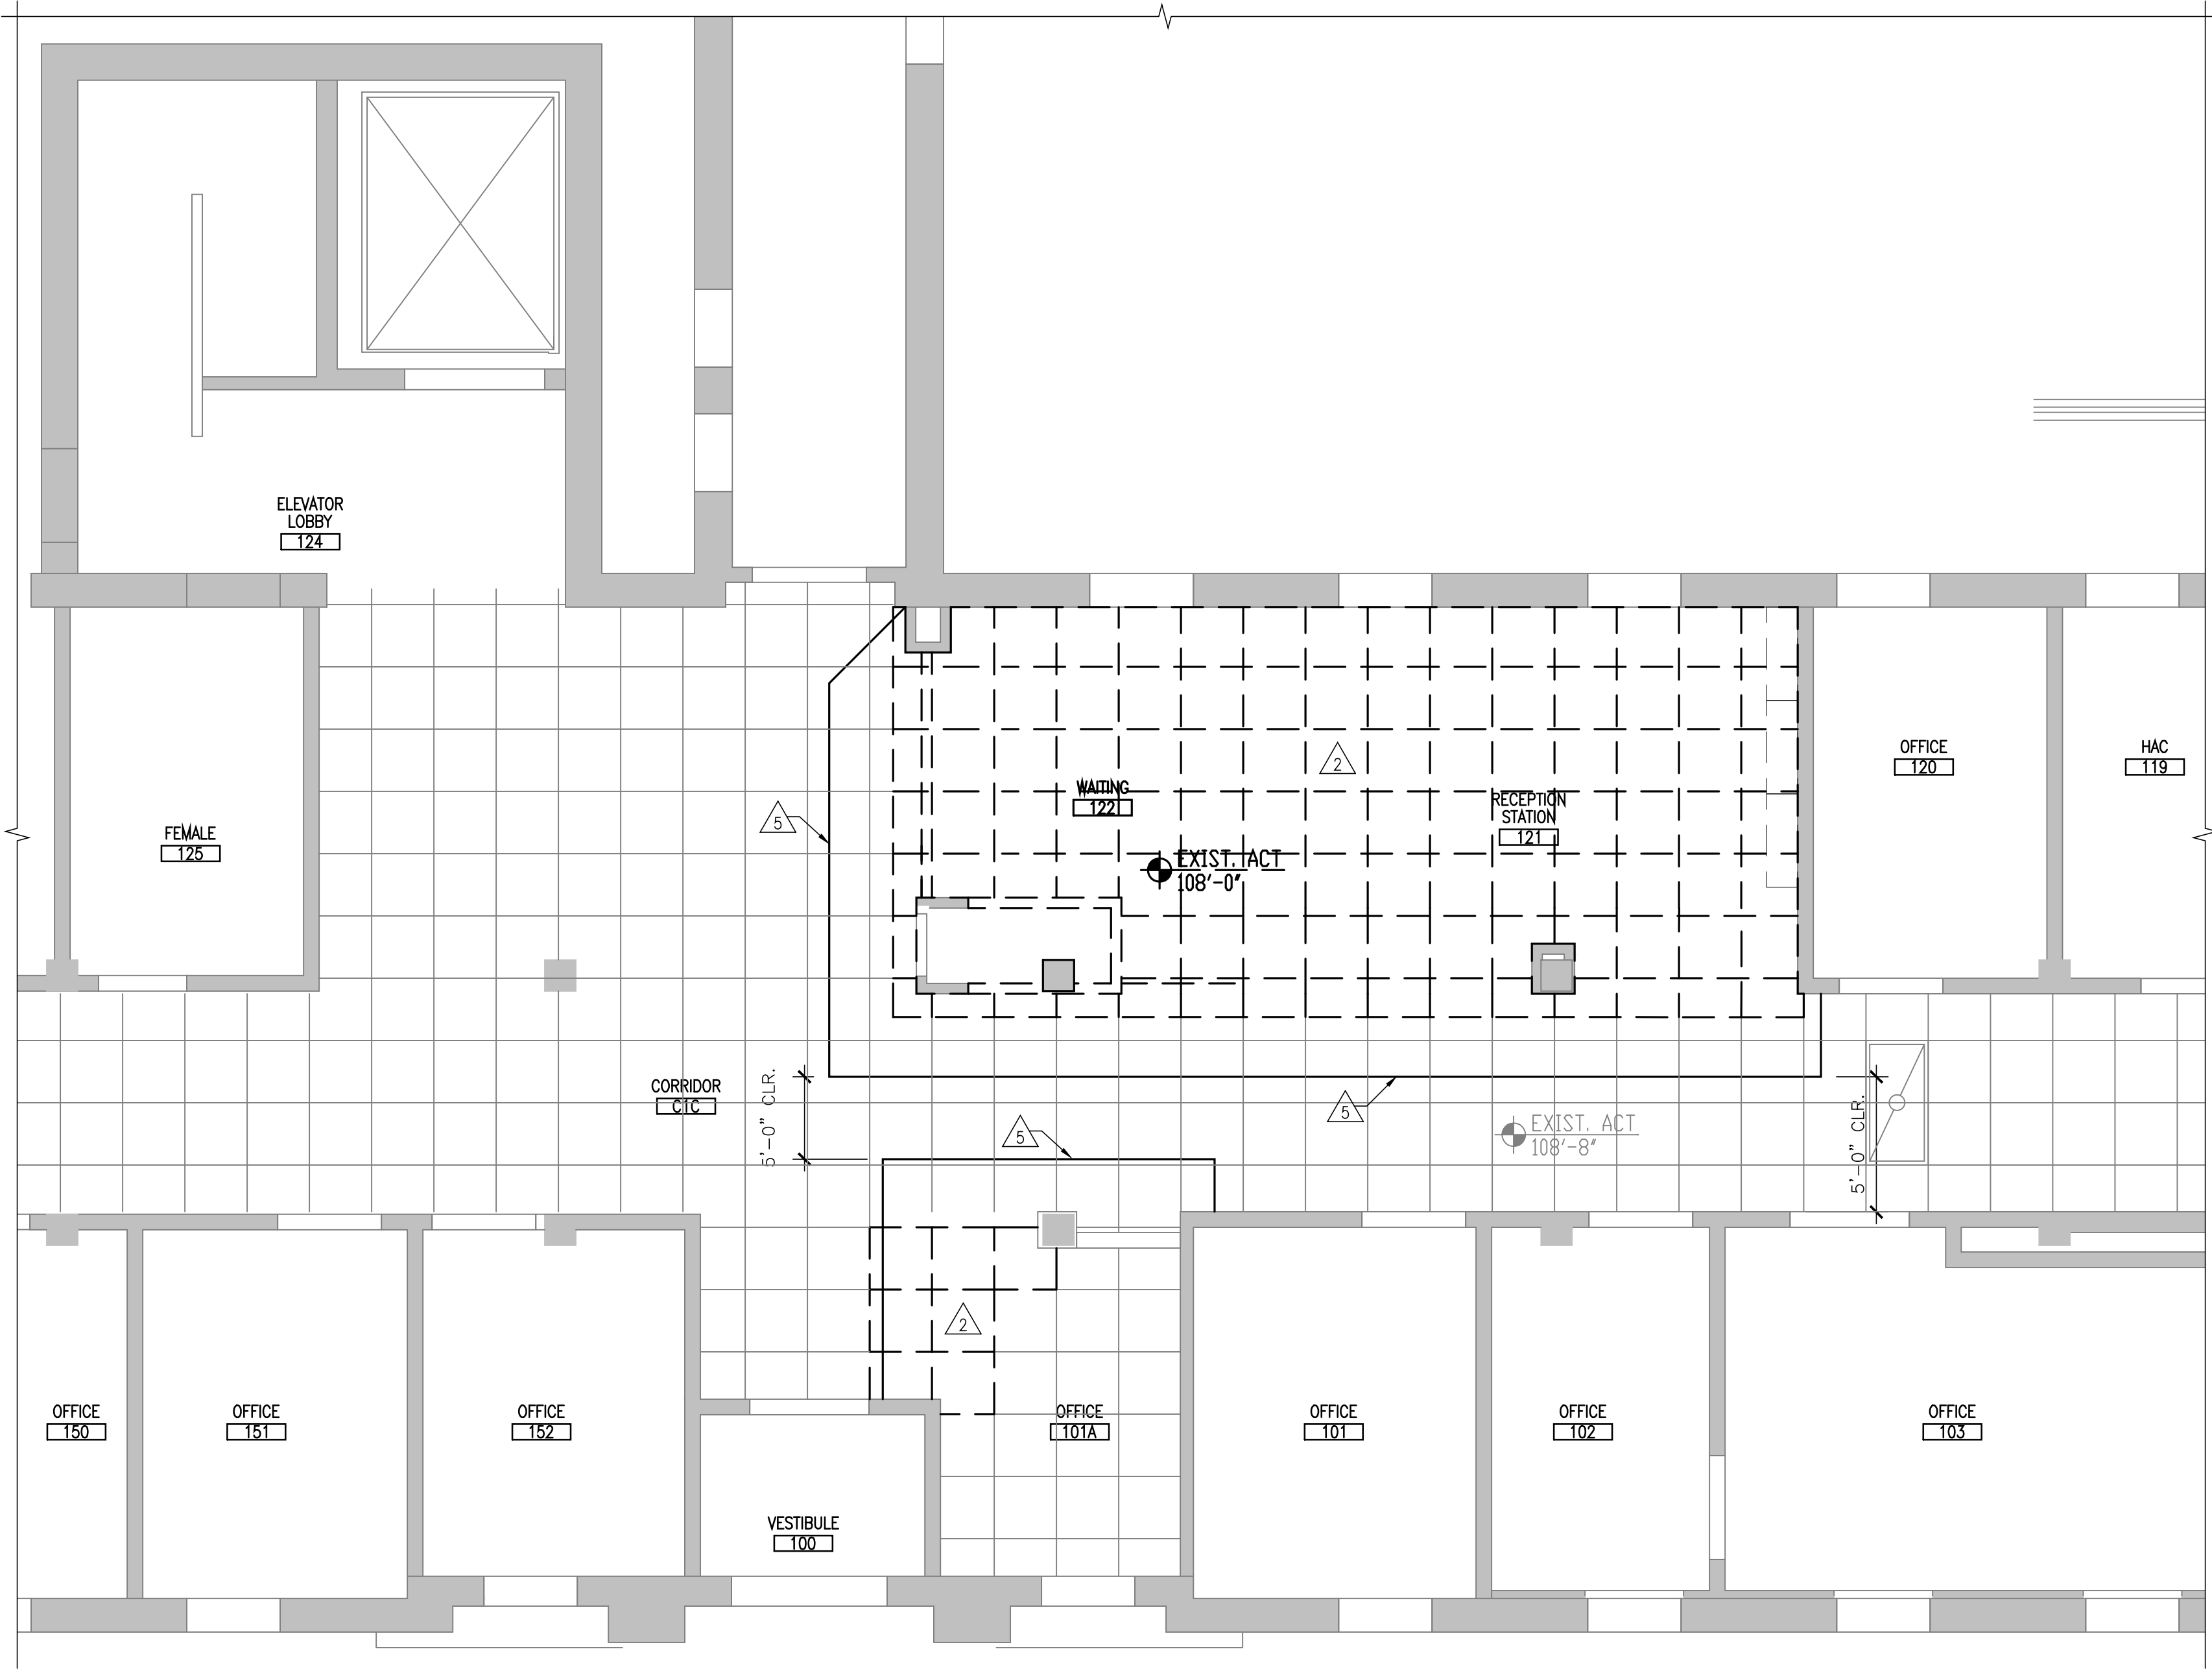 ELEVATOR
LOBBY
124
FEMALE
125
WAITING
122
2
RECEPTION
STATION
121
EXIST. ACT
108'-0"
OFFICE
120
HAC
119
5
CORRIDOR
C1C
5'-0" CLR.
5
5
EXIST. ACT
108'-8"
5'-0" CLR.
2
OFFICE
150
OFFICE
151
OFFICE
152
VESTIBULE
100
OFFICE
101A
OFFICE
101
OFFICE
102
OFFICE
103